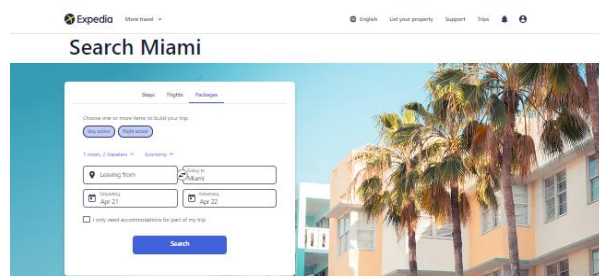 Expedia More travel English List your property Support Trips
Search Miami
Stays Flights Packages
Choose one or more items to build your trip:
Stay added Flight added
1 room, 2 travelers Economy
Leaving from
Going to
Miami
Departing
Apr 21
Returning
Apr 22
I only need accommodations for part of my trip
Search